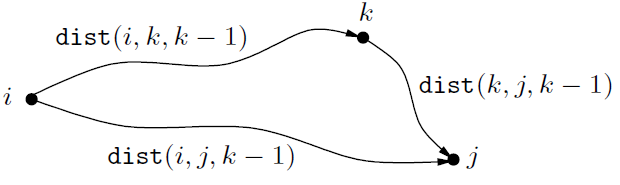 k
dist(i, k, k − 1)
dist(k, j, k − 1)
i
dist(i, j, k − 1)
j